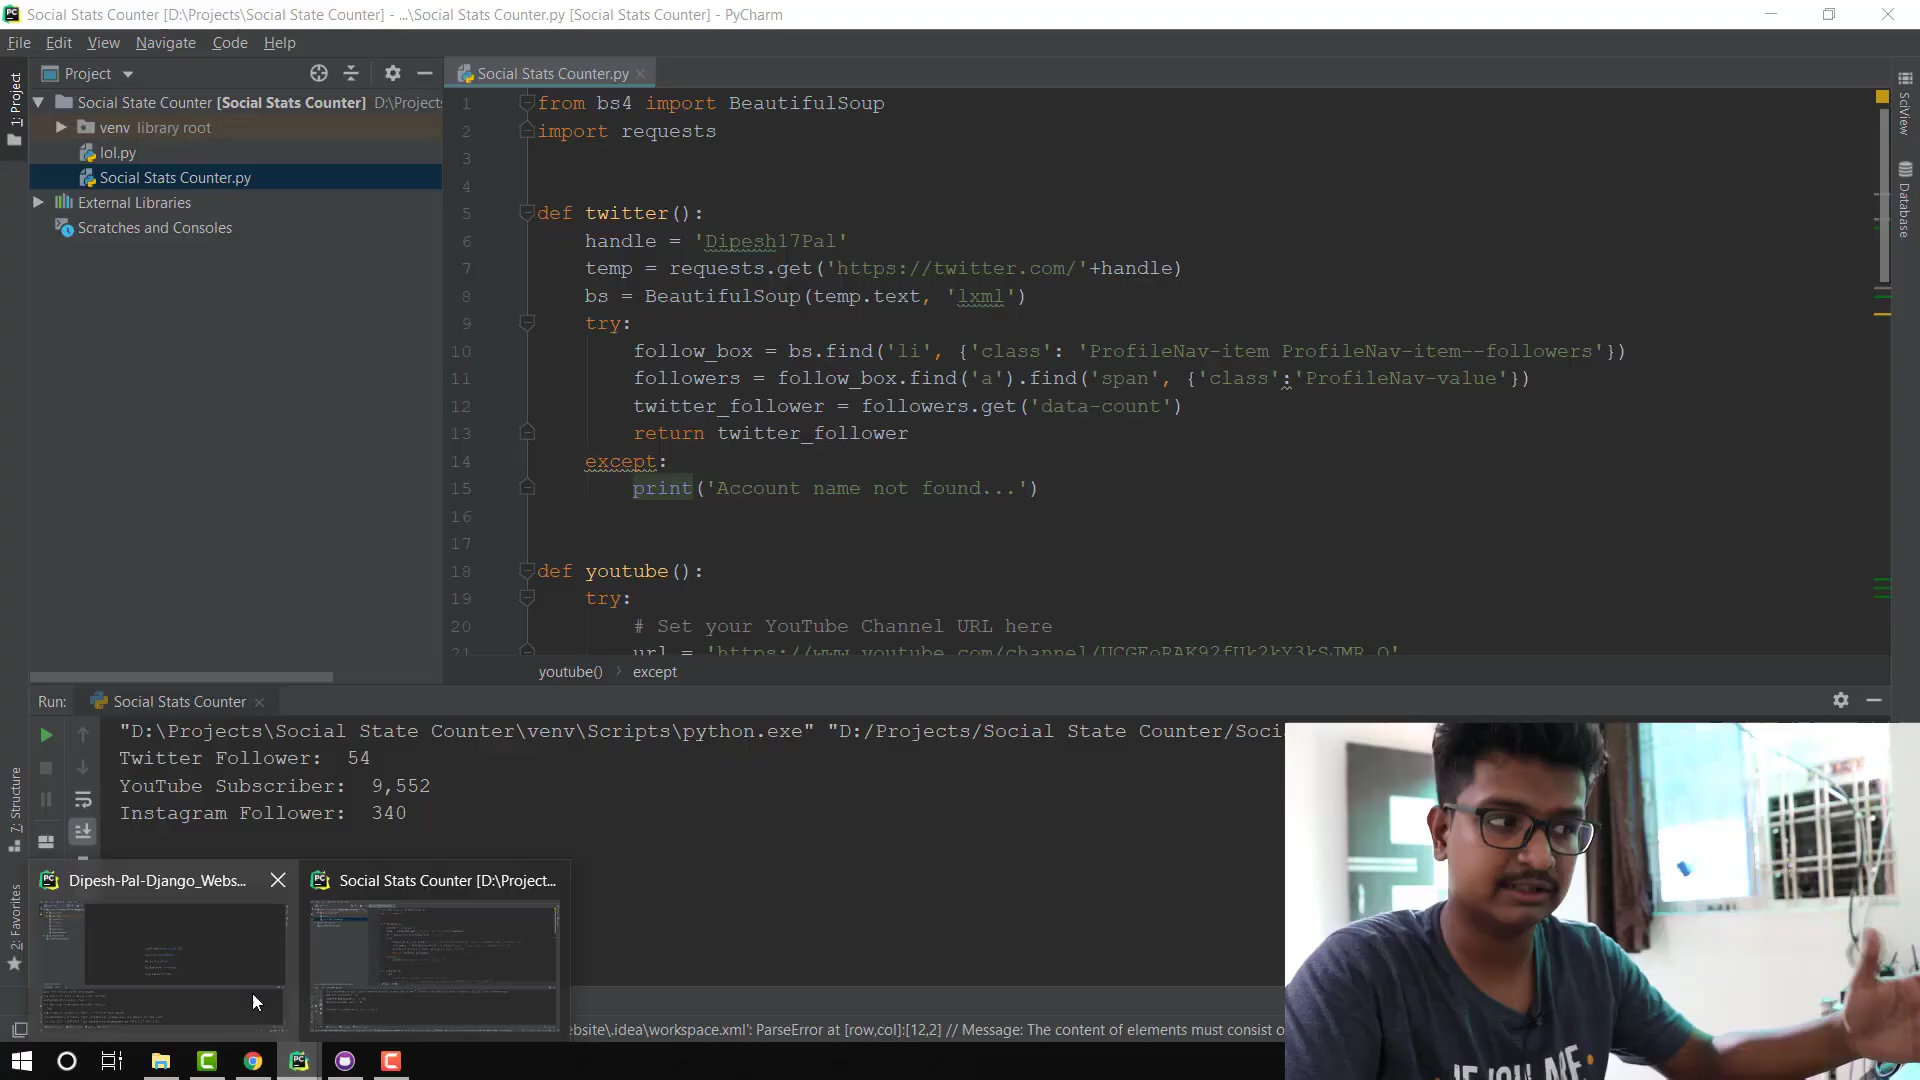 Social Stats Counter [D:\Projects\Social State Counter] - ...\Social Stats Counter.py [Social Stats Counter] - PyCharm
File Edit View Navigate Code Help
Project
Social Stats Counter.py
1: Project
Social State Counter [Social Stats Counter] D:\Projects
venv library root
lol.py
Social Stats Counter.py
External Libraries
Scratches and Consoles
1 from bs4 import BeautifulSoup
2 import requests
3
4
5 def twitter():
6 handle = 'Dipesh17Pal'
7 temp = requests.get('https://twitter.com/'+handle)
8 bs = BeautifulSoup(temp.text, 'lxml')
9 try:
10 follow_box = bs.find('li', {'class': 'ProfileNav-item ProfileNav-item--followers'})
11 followers = follow_box.find('a').find('span', {'class':'ProfileNav-value'})
12 twitter_follower = followers.get('data-count')
13 return twitter_follower
14 except:
15 print('Account name not found...')
16
17
18 def youtube():
19 try:
20 # Set your YouTube Channel URL here
21
youtube() › except
SciView
Database
Run: Social Stats Counter
"D:\Projects\Social State Counter\venv\Scripts\python.exe" "D:/Projects/Social State Counter/Soci
Twitter Follower: 54
YouTube Subscriber: 9,552
Instagram Follower: 340
7: Structure
2: Favorites
Dipesh-Pal-Django_Webs...
Social Stats Counter [D:\Project...
ebsite\.idea\workspace.xml': ParseError at [row,col]:[12,2] // Message: The content of elements must consist o
IF YOU ARE